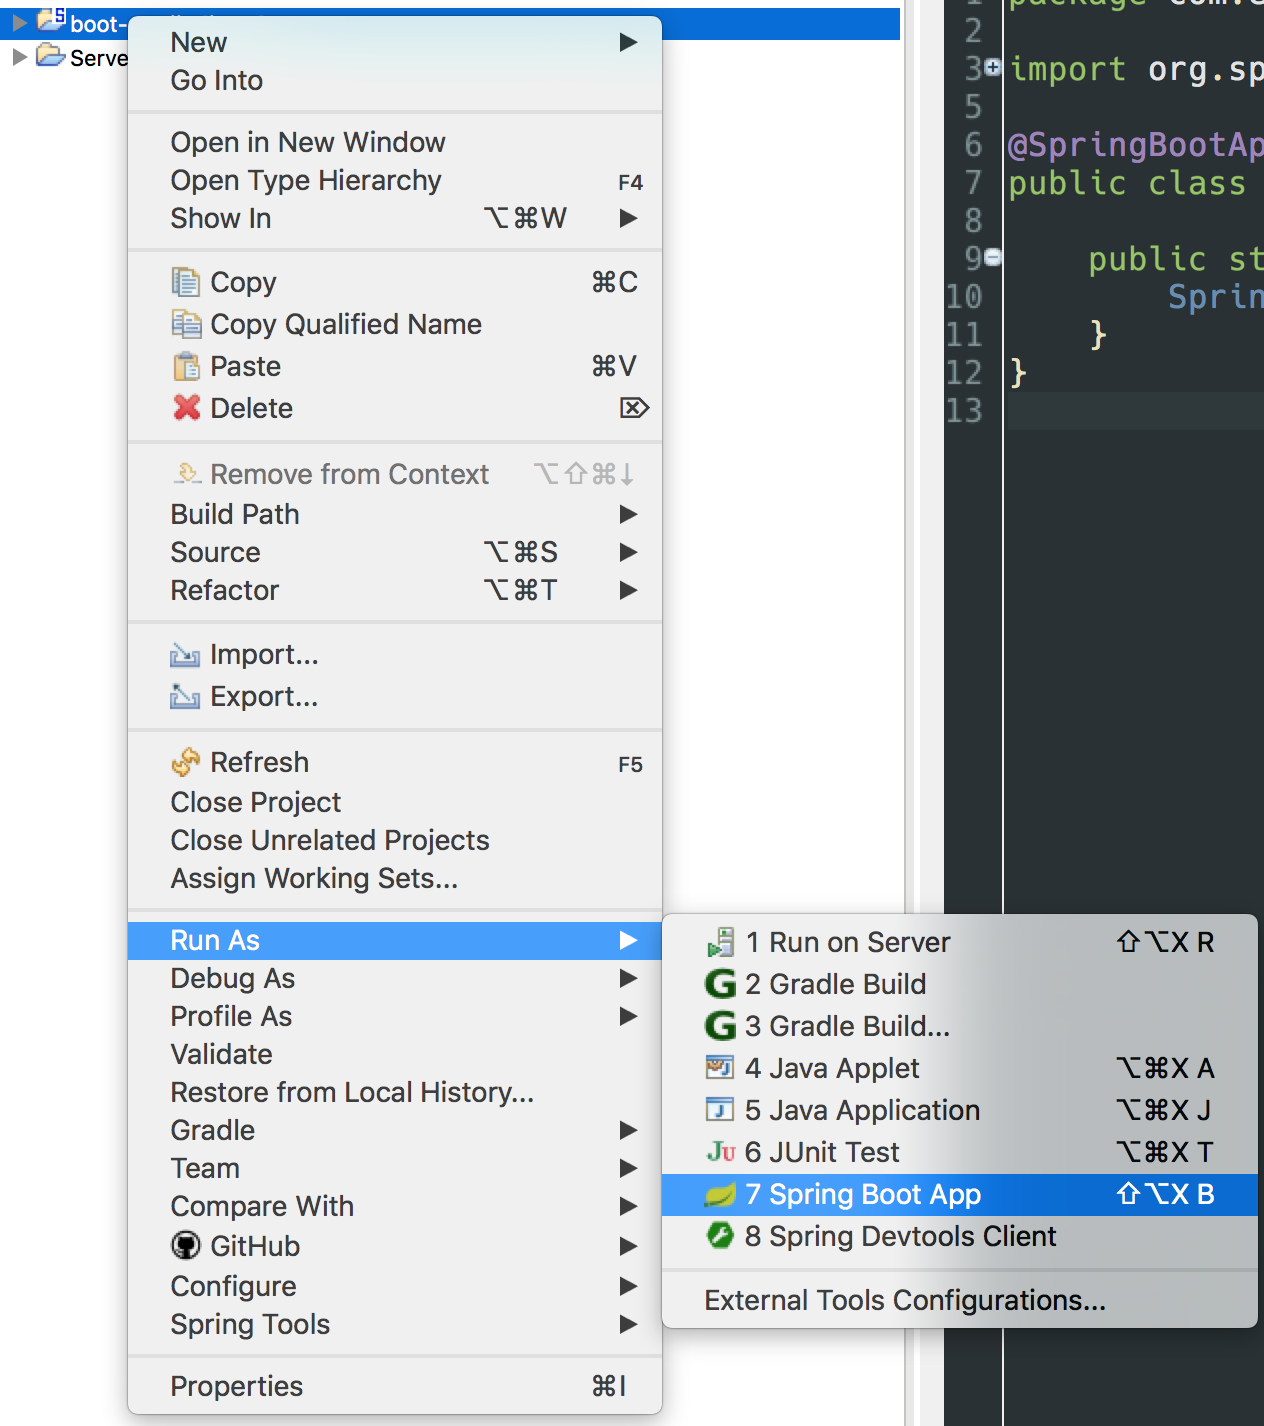 boot-
Serve
New
Go Into
Open in New Window
Open Type Hierarchy F4
Show In ⌥⌘W
Copy ⌘C
Copy Qualified Name
Paste ⌘V
Delete ⌦
Remove from Context ⌥⇧⌘↓
Build Path
Source ⌥⌘S
Refactor ⌥⌘T
Import...
Export...
Refresh F5
Close Project
Close Unrelated Projects
Assign Working Sets...
Run As
Debug As
Profile As
Validate
Restore from Local History...
Gradle
Team
Compare With
GitHub
Configure
Spring Tools
Properties ⌘I
1 Run on Server ⇧⌥X R
2 Gradle Build
3 Gradle Build...
4 Java Applet ⌥⌘X A
5 Java Application ⌥⌘X J
6 JUnit Test ⌥⌘X T
7 Spring Boot App ⇧⌥X B
8 Spring Devtools Client
External Tools Configurations...
1 package com.
2
3 import org.sp
5
6 @SpringBootAp
7 public class
8
9 public st
10 Sprin
11 }
12 }
13